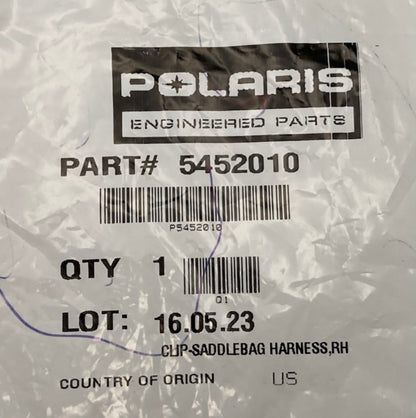 POLARIS
ENGINEERED PARTS
PART# 5452010
P5452010
QTY 1
01
LOT: 16.05.23
CLIP-SADDLEBAG HARNESS,RH
COUNTRY OF ORIGIN US